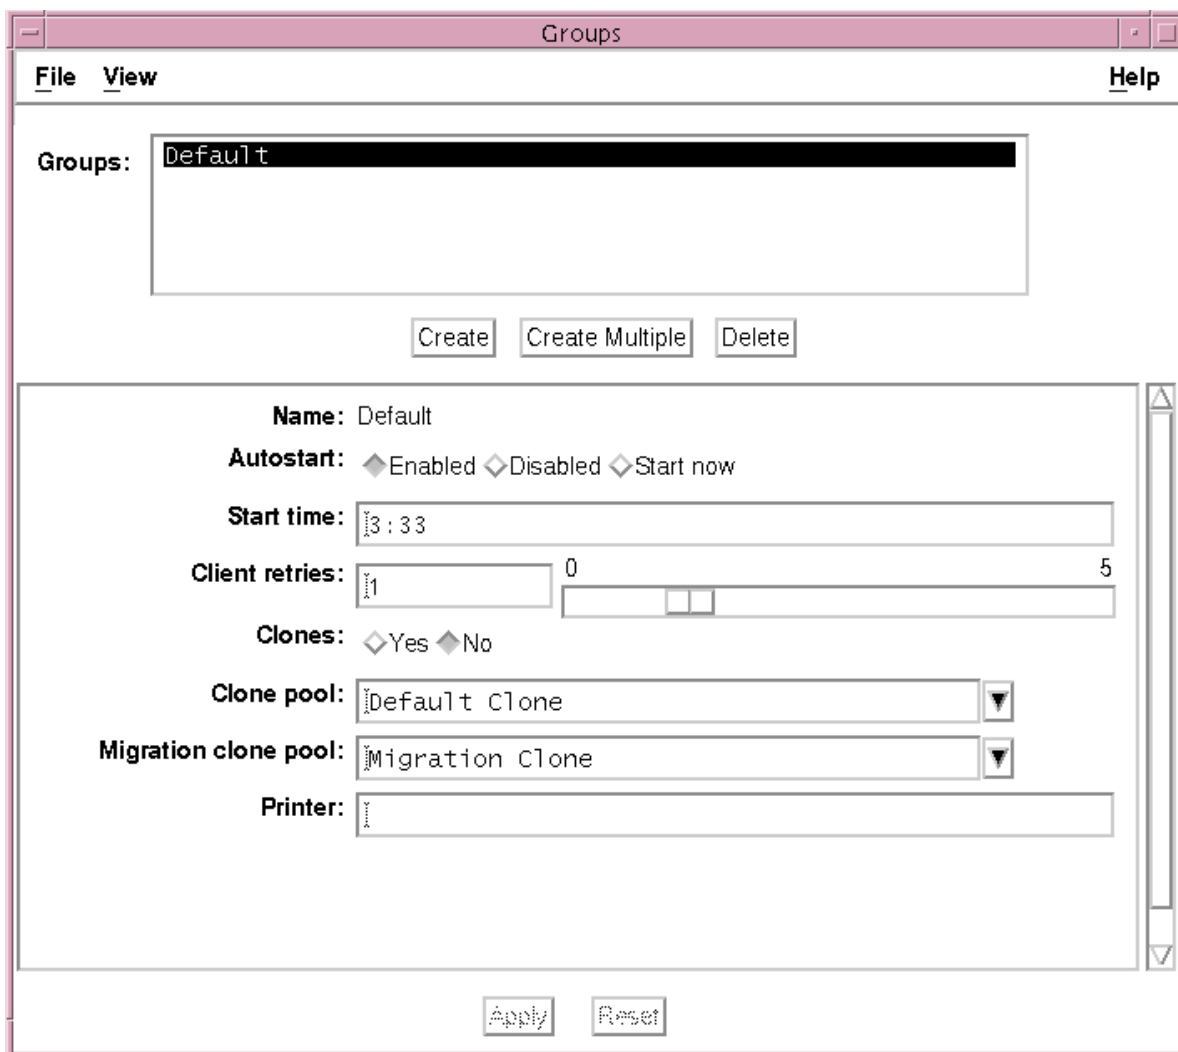 Groups
File View Help
Groups: Default
Create Create Multiple Delete
Name: Default
Autostart: Enabled Disabled Start now
Start time: 3:33
Client retries: 1 0 5
Clones: Yes No
Clone pool: Default Clone
Migration clone pool: Migration Clone
Printer:
Apply Reset